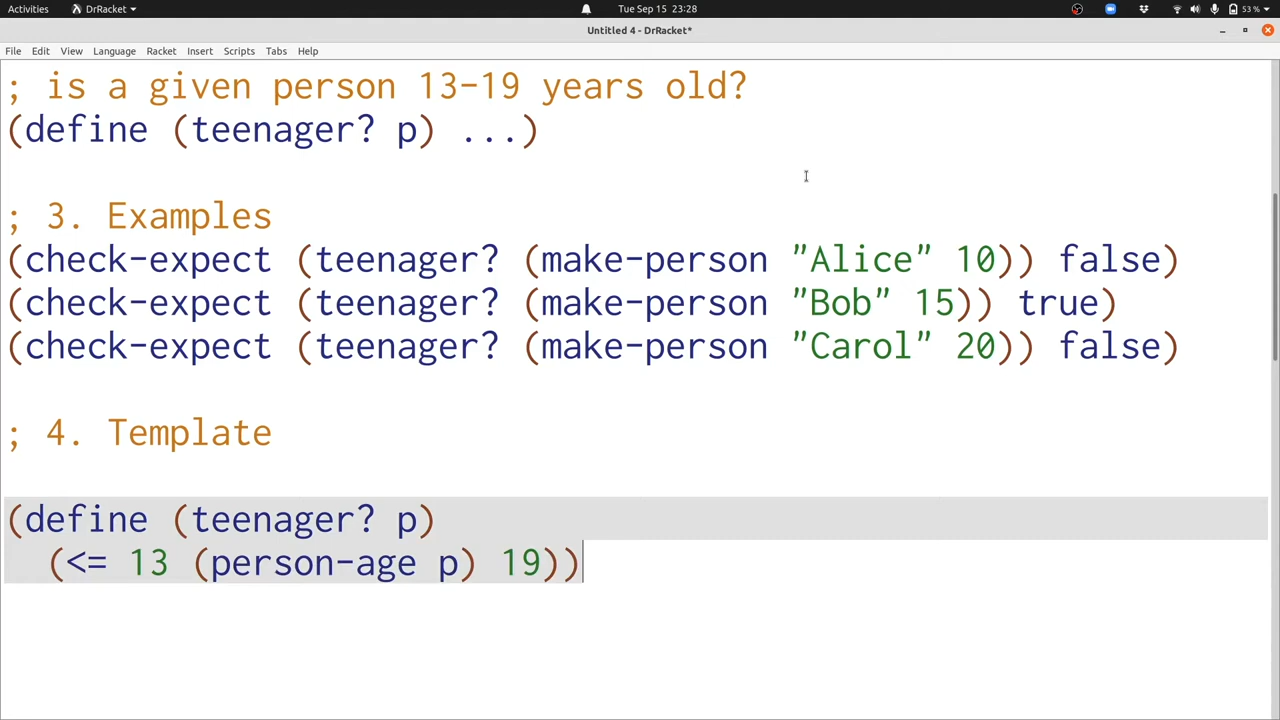 Activities DrRacket Tue Sep 15 23:28 53 %
Untitled 4 - DrRacket*
File Edit View Language Racket Insert Scripts Tabs Help
; is a given person 13-19 years old?
(define (teenager? p) ...)
; 3. Examples
(check-expect (teenager? (make-person "Alice" 10)) false)
(check-expect (teenager? (make-person "Bob" 15)) true)
(check-expect (teenager? (make-person "Carol" 20)) false)
; 4. Template
(define (teenager? p)
(<= 13 (person-age p) 19))